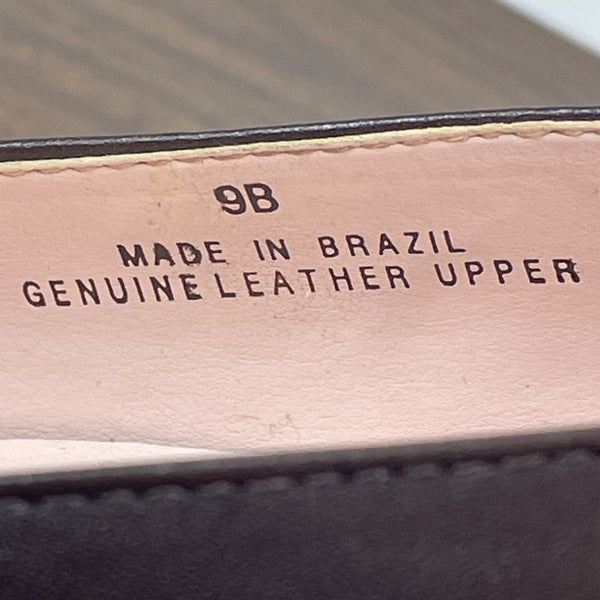 9B
MADE IN BRAZIL
GENUINE LEATHER UPPER